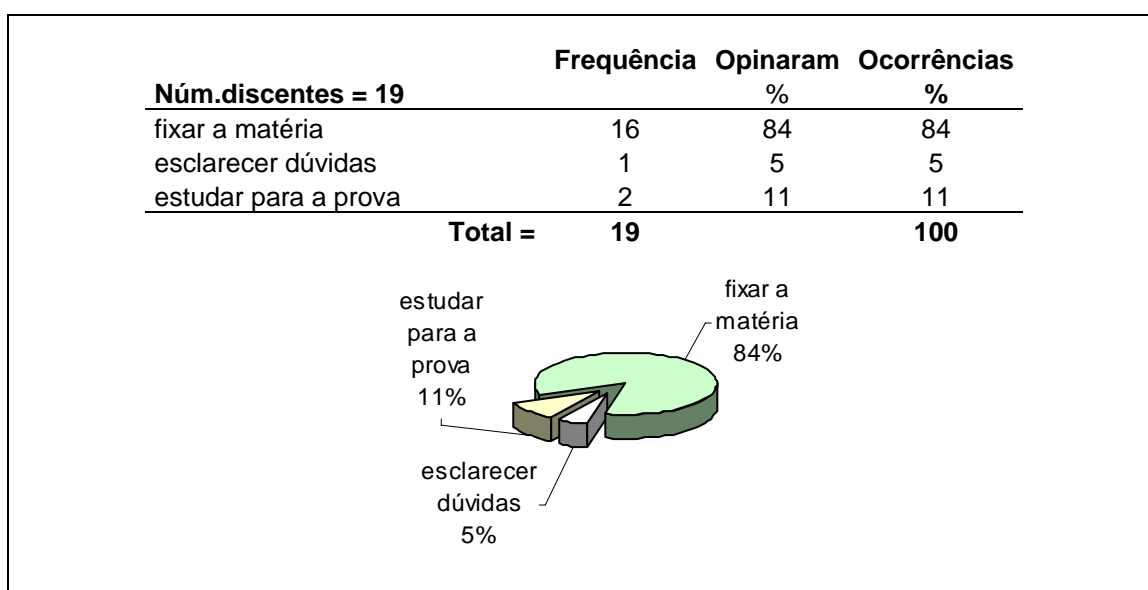 Frequência Opinaram Ocorrências
Núm.discentes = 19 % %
fixar a matéria 16 84 84
esclarecer dúvidas 1 5 5
estudar para a prova 2 11 11
Total = 19 100
estudar
para a
prova
11%
fixar a
matéria
84%
esclarecer
dúvidas
5%